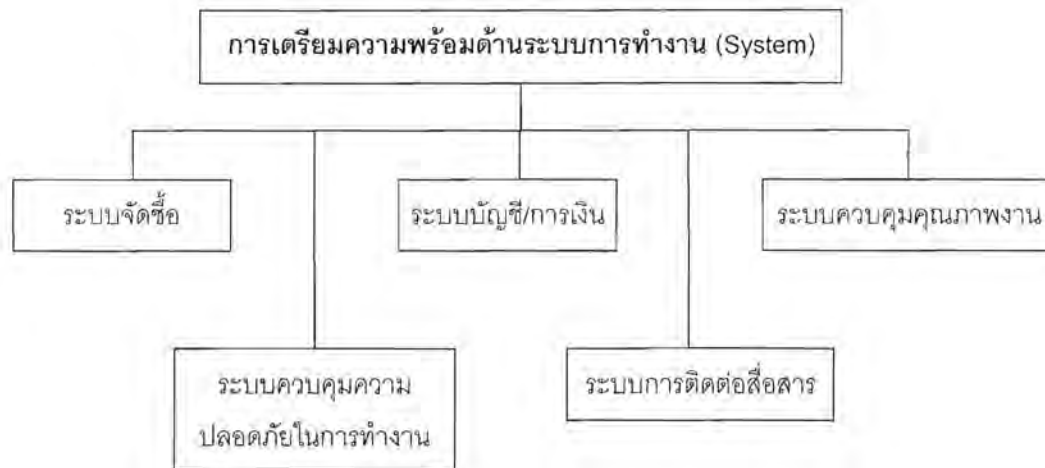 การเตรียมความพร้อมด้านระบบการทำงาน (System)
ระบบจัดซื้อ
ระบบบัญชี/การเงิน
ระบบควบคุมคุณภาพงาน
ระบบควบคุมความ
ปลอดภัยในการทำงาน
ระบบการติดต่อสื่อสาร